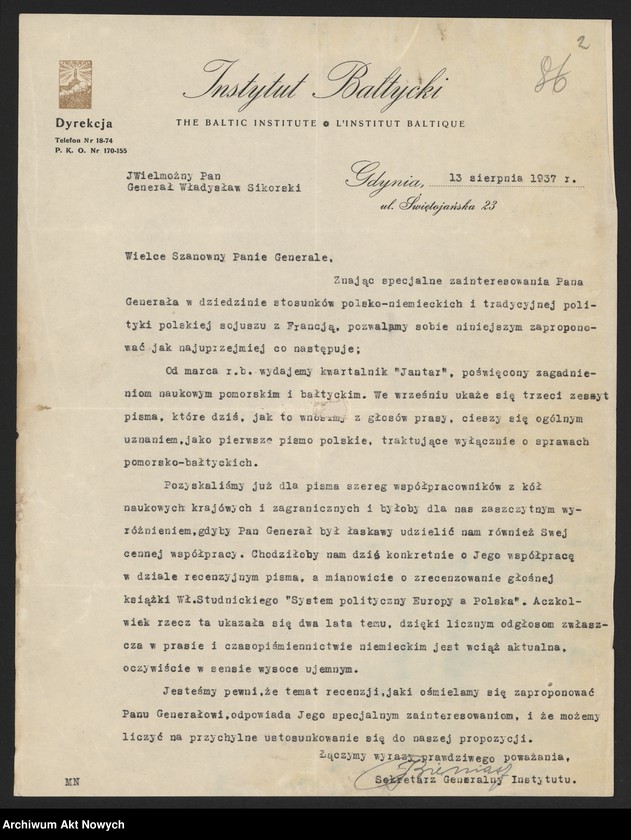 2
86
Instytut Bałtycki
THE BALTIC INSTITUTE L'INSTITUT BALTIQUE
Dyrekcja
Telefon Nr 18-74
P. K. O. Nr 170-155
JWielmożny Pan
Generał Władysław Sikorski
Gdynia, 13 sierpnia 1937 r.
ul. Świętojańska 23
Wielce Szanowny Panie Generale,
Znając specjalne zainteresowania Pana
Generała w dziedzinie stosunków polsko-niemieckich i tradycyjnej poli-
tyki polskiej sojuszu z Francją, pozwalamy sobie niniejszym zapropono-
wać jak najuprzejmiej co następuje;
Od marca r.b. wydajemy kwartalnik "Jantar", poświęcony zagadnie-
niom naukowym pomorskim i bałtyckim. We wrześniu ukaże się trzeci zeszyt
pisma, które dziś, jak to wnosimy z głosów prasy, cieszy się ogólnym
uznaniem,jako pierwsze pismo polskie, traktujące wyłącznie o sprawach
pomorsko-bałtyckich.
Pozyskaliśmy już dla pisma szereg współpracowników z kół
naukowych krajówych i zagranicznych i byłoby dla nas zaszczytnym wy-
różnieniem,gdyby Pan Generał był łaskawy udzielić nam również Swej
cennej współpracy. Chodziłoby nam dziś konkretnie o Jego współpracę
w dziale recenzyjnym pisma, a mianowicie o zrecenzowanie głośnej
książki Wł.Studnickiego "System polityczny Europy a Polska". Aczkol-
wiek rzecz ta ukazała się dwa lata temu, dzięki licznym odgłosom zwłasz-
cza w prasie i czasopiśmiennictwie niemieckim jest wciąż aktualna,
oczywiście w sensie wysoce ujemnym.
Jesteśmy pewni,że temat recenzji,jaki ośmielamy się zaproponować
Panu Generałowi,odpowiada Jego specjalnym zainteresowaniom, i że możemy
liczyć na przychylne ustosunkowanie się do naszej propozycji.
Łączymy wyrazy prawdziwego poważania,
Sekretarz Generalny Instytutu.
MN
Archiwum Akt Nowych